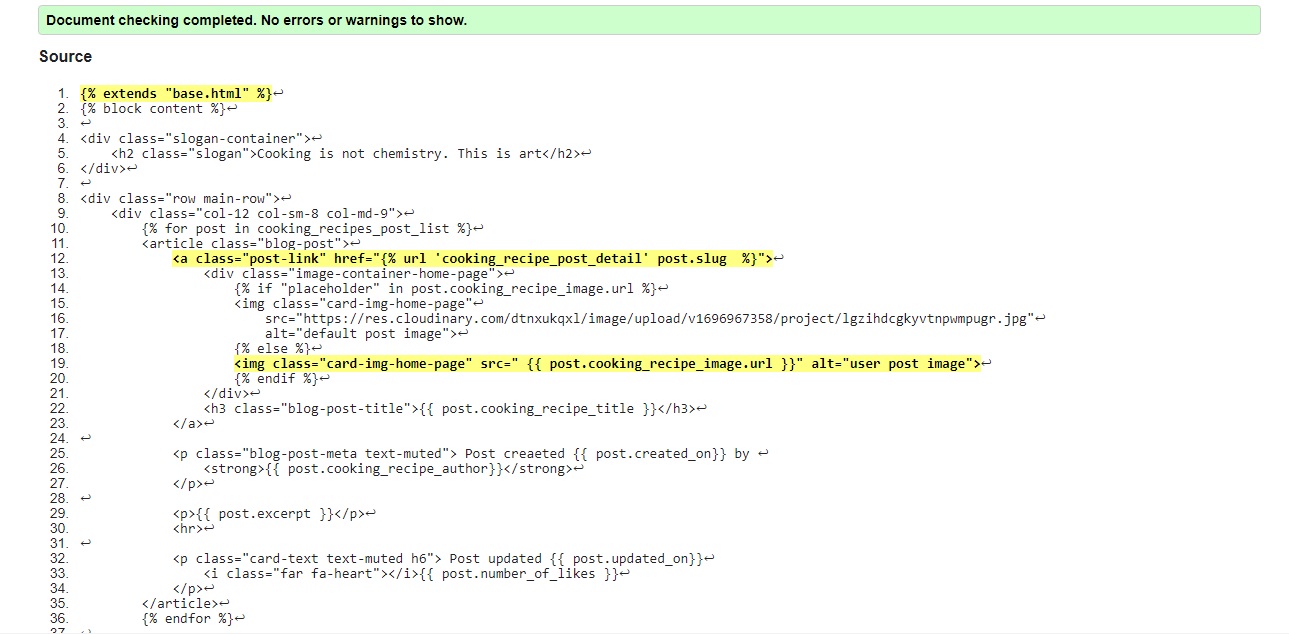 Document checking completed. No errors or warnings to show.
Source
1. {% extends "base.html" %}↩
2. {% block content %}↩
3. ↩
4. <div class="slogan-container">↩
5.     <h2 class="slogan">Cooking is not chemistry. This is art</h2>↩
6. </div>↩
7. ↩
8. <div class="row main-row">↩
9.     <div class="col-12 col-sm-8 col-md-9">↩
10.         {% for post in cooking_recipes_post_list %}↩
11.         <article class="blog-post">↩
12.             <a class="post-link" href="{% url 'cooking_recipe_post_detail' post.slug  %}">↩
13.                 <div class="image-container-home-page">↩
14.                     {% if "placeholder" in post.cooking_recipe_image.url %}↩
15.                     <img class="card-img-home-page"↩
16.                         src="https://res.cloudinary.com/dtnxukqxl/image/upload/v1696967358/project/lgzihdcgkyvtnpwmpugr.jpg"↩
17.                         alt="default post image">↩
18.                     {% else %}↩
19.                     <img class="card-img-home-page" src=" {{ post.cooking_recipe_image.url }}" alt="user post image">↩
20.                     {% endif %}↩
21.                 </div>↩
22.                 <h3 class="blog-post-title">{{ post.cooking_recipe_title }}</h3>↩
23.             </a>↩
24. ↩
25.             <p class="blog-post-meta text-muted"> Post creaeted {{ post.created_on}} by ↩
26.                 <strong>{{ post.cooking_recipe_author}}</strong>↩
27.             </p>↩
28. ↩
29.             <p>{{ post.excerpt }}</p>↩
30.             <hr>↩
31. ↩
32.             <p class="card-text text-muted h6"> Post updated {{ post.updated_on}}↩
33.                 <i class="far fa-heart"></i>{{ post.number_of_likes }}↩
34.             </p>↩
35.         </article>↩
36.         {% endfor %}↩
37. ↩